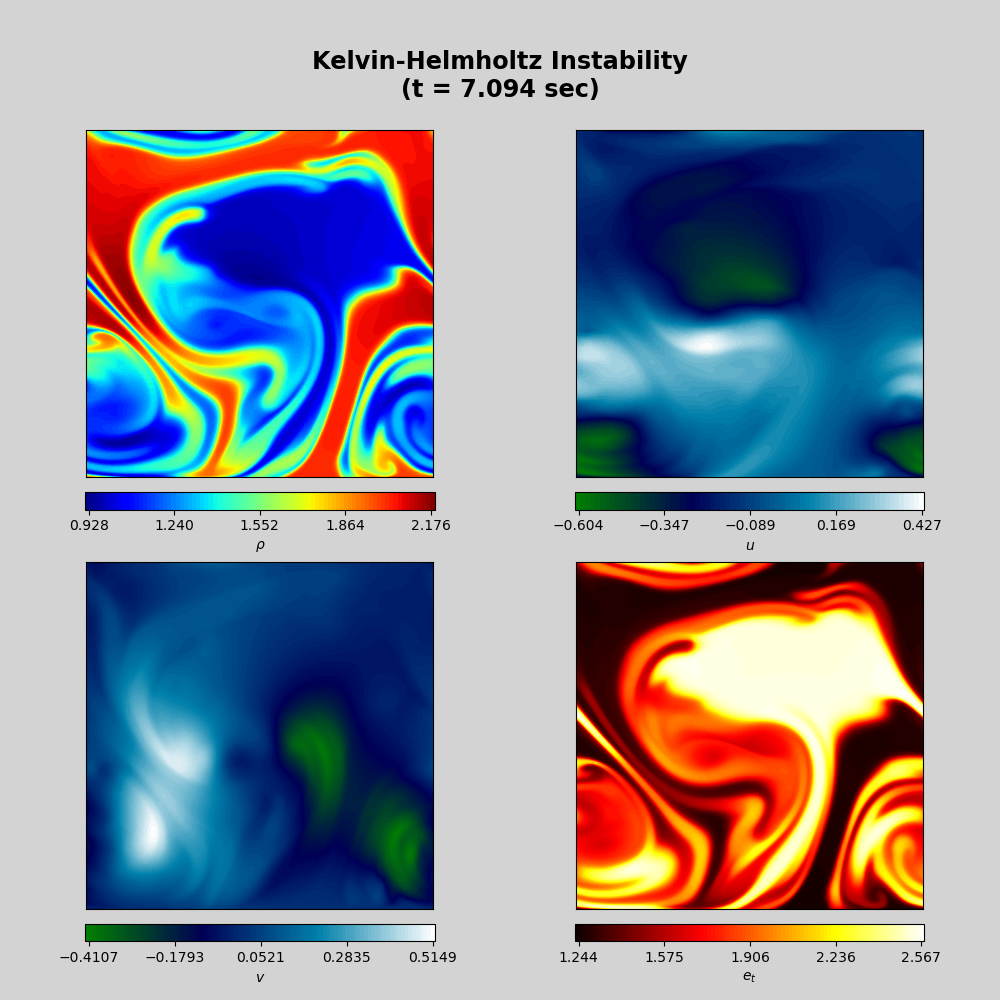 Kelvin-Helmholtz Instability
(t = 7.094 sec)
0.928 1.240 1.552 1.864 2.176
ρ
−0.604 −0.347 −0.089 0.169 0.427
u
−0.4107 −0.1793 0.0521 0.2835 0.5149
v
1.244 1.575 1.906 2.236 2.567
eₜ